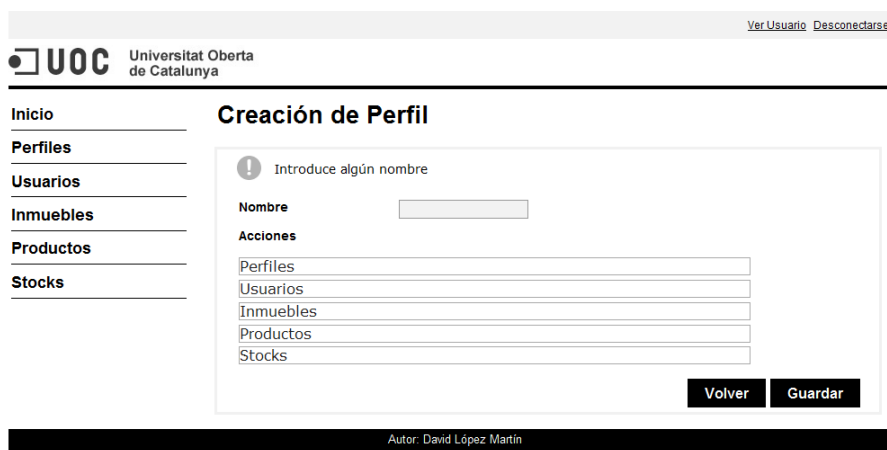 Ver Usuario Desconectarse
UOC Universitat Oberta
de Catalunya
Inicio
Perfiles
Usuarios
Inmuebles
Productos
Stocks
Creación de Perfil
Introduce algún nombre
Nombre
Acciones
Perfiles
Usuarios
Inmuebles
Productos
Stocks
Volver Guardar
Autor: David López Martín